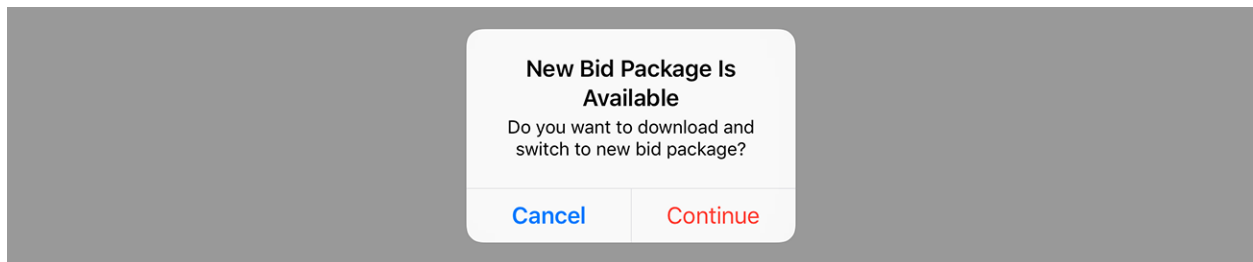 New Bid Package Is
Available
Do you want to download and
switch to new bid package?
Cancel
Continue